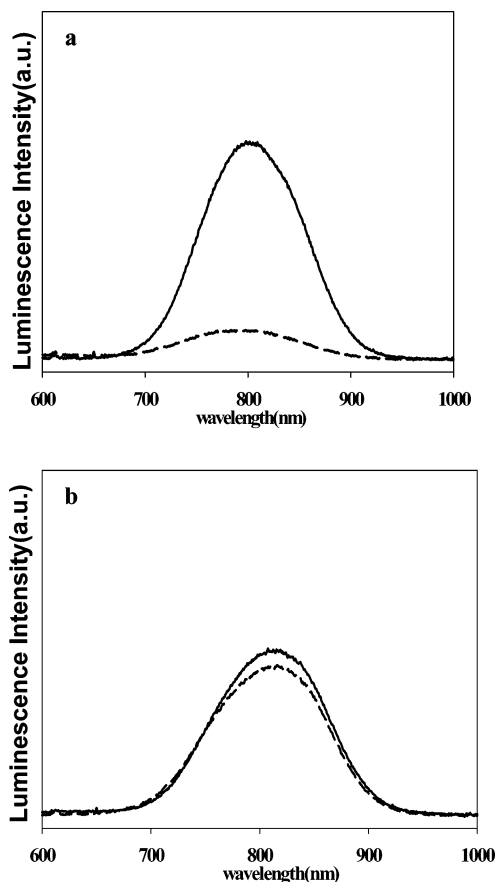 a
Luminescence Intensity(a.u.)
600 700 800 900 1000
wavelength(nm)
b
Luminescence Intensity(a.u.)
600 700 800 900 1000
wavelength(nm)